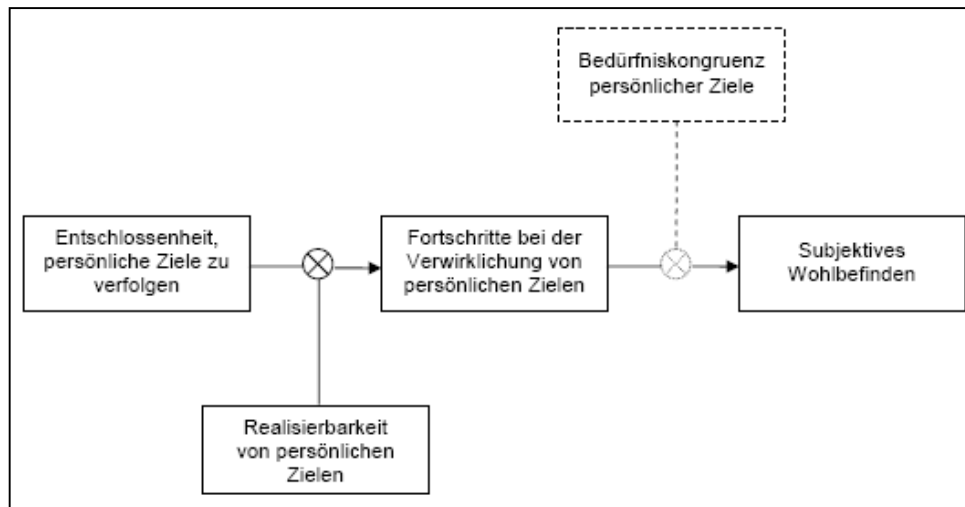 Bedürfniskongruenz
persönlicher Ziele
Entschlossenheit,
persönliche Ziele zu
verfolgen
Fortschritte bei der
Verwirklichung von
persönlichen Zielen
Subjektives
Wohlbefinden
Realisierbarkeit
von persönlichen
Zielen